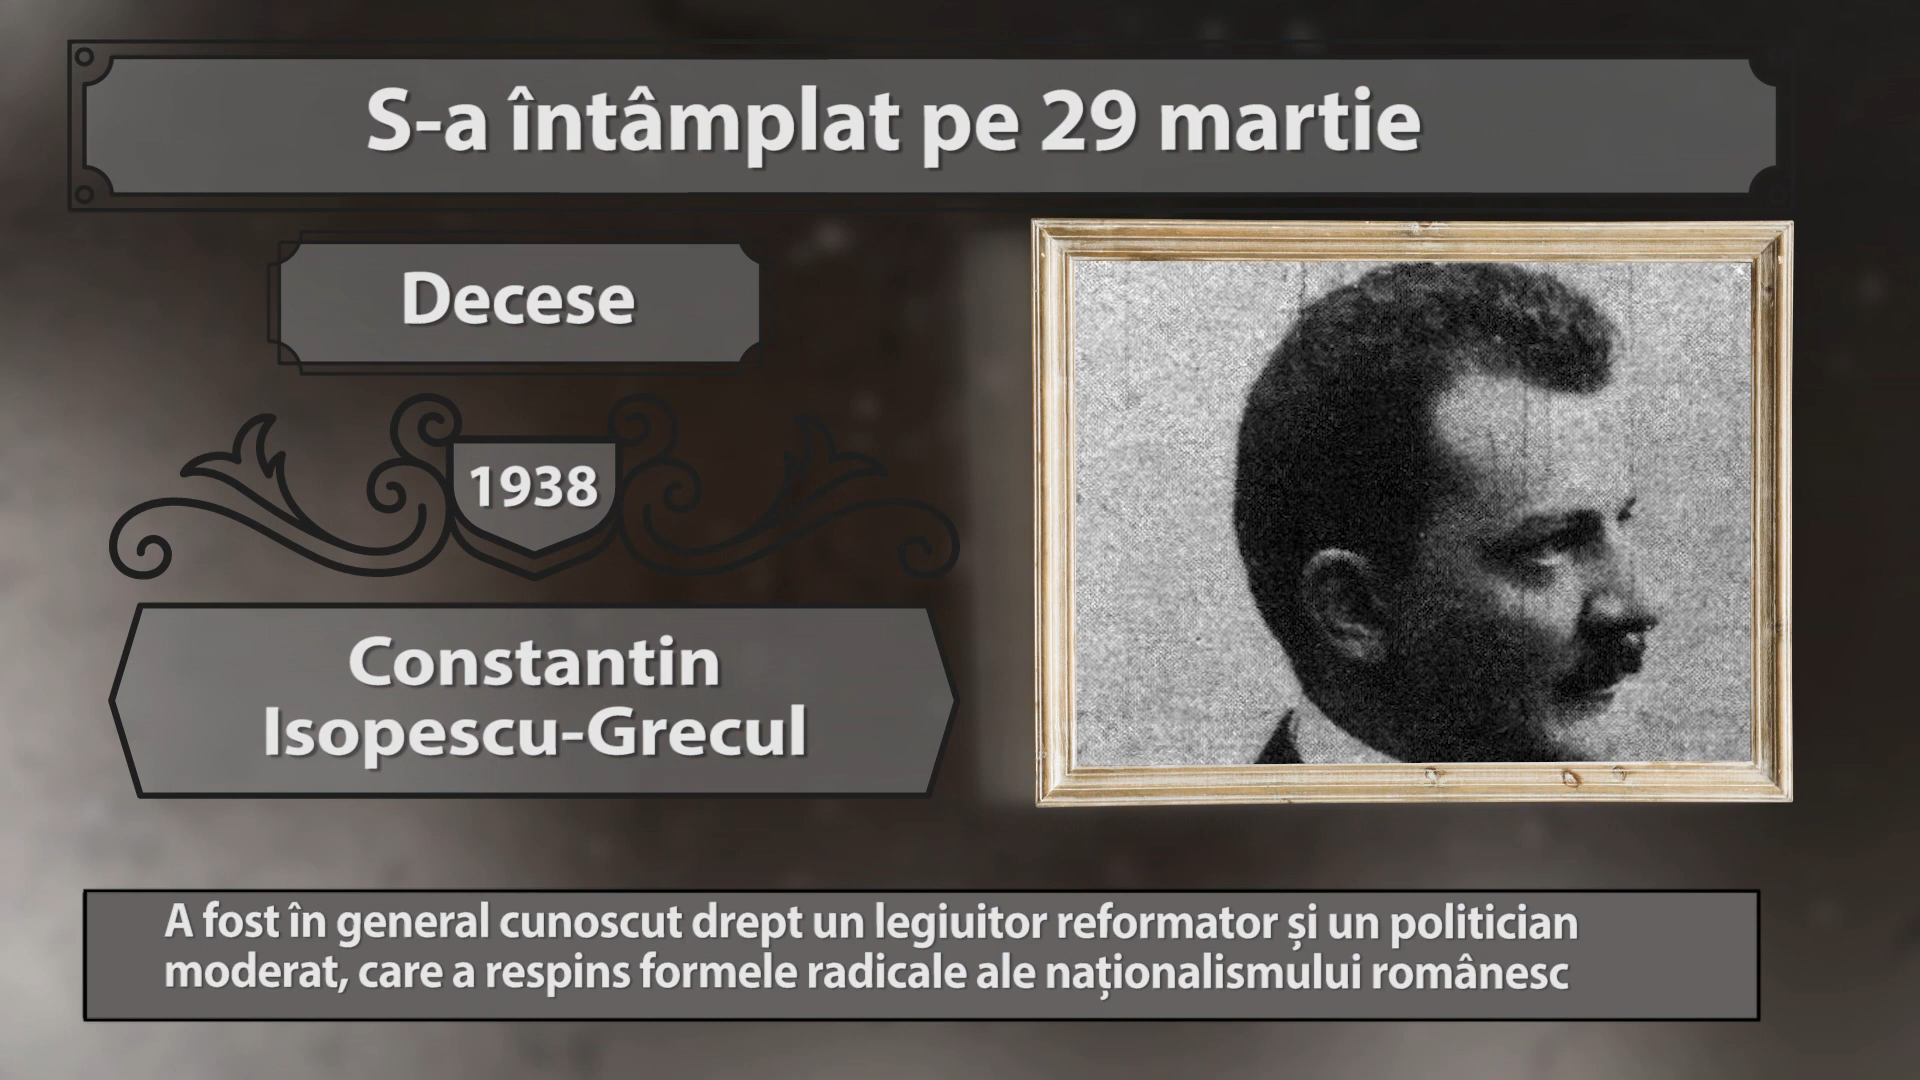 S-a întâmplat pe 29 martie
Decese
1938
Constantin
Isopescu-Grecul
A fost în general cunoscut drept un legiuitor reformator și un politician
moderat, care a respins formele radicale ale naționalismului românesc